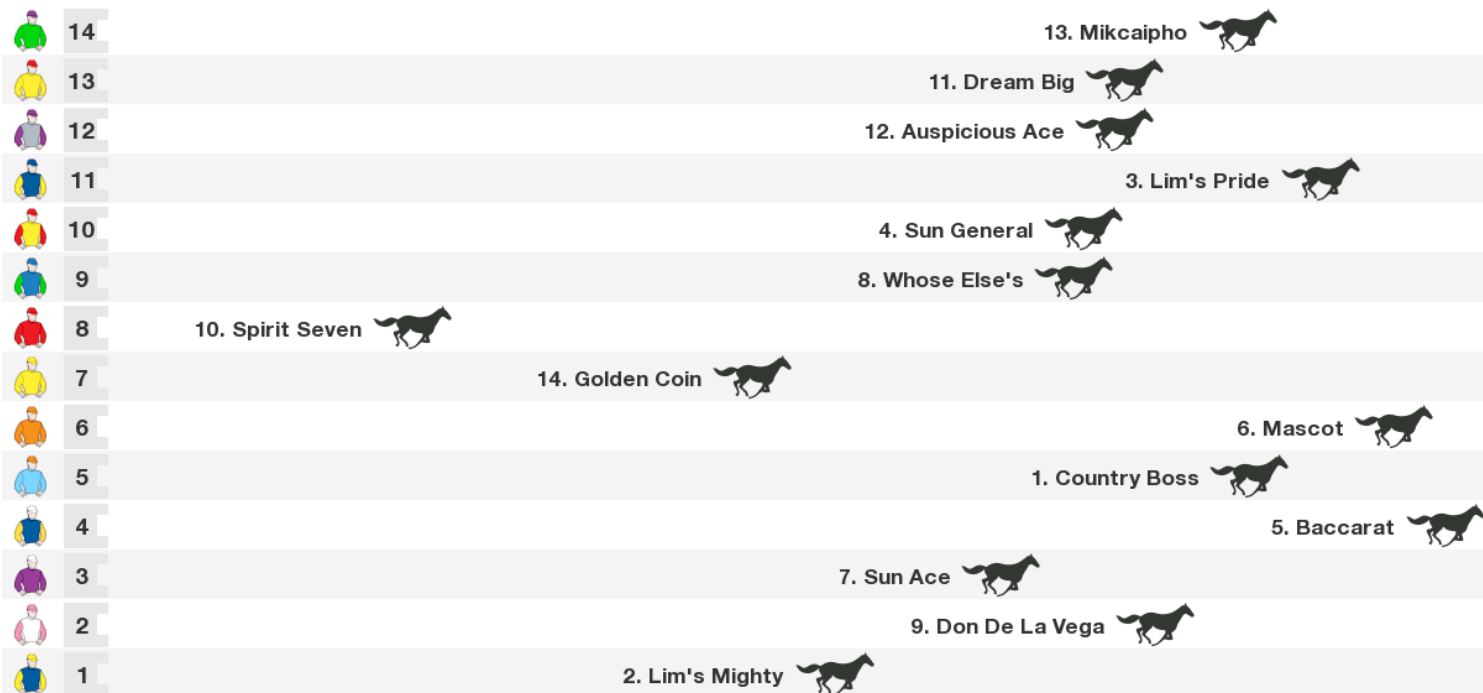 14 13. Mikcaipho
13 11. Dream Big
12 12. Auspicious Ace
11 3. Lim's Pride
10 4. Sun General
9 8. Whose Else's
8 10. Spirit Seven
7 14. Golden Coin
6 6. Mascot
5 1. Country Boss
4 5. Baccarat
3 7. Sun Ace
2 9. Don De La Vega
1 2. Lim's Mighty